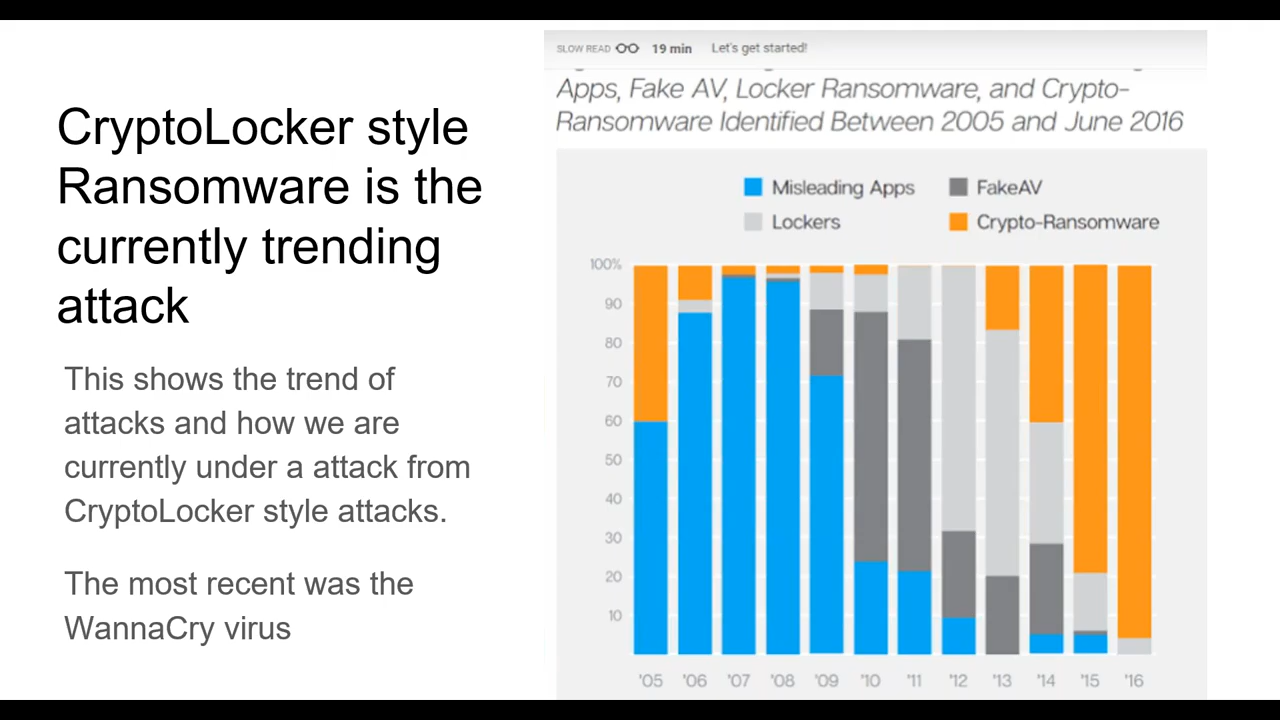 CryptoLocker style
Ransomware is the
currently trending
attack
This shows the trend of
attacks and how we are
currently under a attack from
CryptoLocker style attacks.
The most recent was the
WannaCry virus
SLOW READ 19 min Let's get started!
Apps, Fake AV, Locker Ransomware, and Crypto-
Ransomware Identified Between 2005 and June 2016
Misleading Apps FakeAV
Lockers Crypto-Ransomware
100%
90
80
70
60
50
40
30
20
10
'05 '06 '07 '08 '09 '10 '11 '12 '13 '14 '15 '16